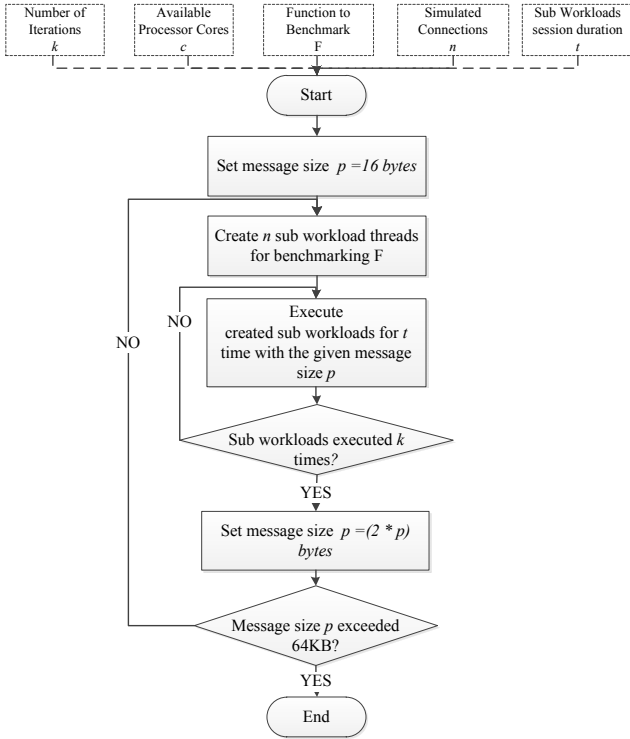 Number of
Iterations
k
Available
Processor Cores
c
Function to
Benchmark
F
Simulated
Connections
n
Sub Workloads
session duration
t
Start
Set message size p =16 bytes
Create n sub workload threads
for benchmarking F
NO
NO
Execute
created sub workloads for t
time with the given message
size p
Sub workloads executed k
times?
YES
Set message size p =(2 * p)
bytes
Message size p exceeded
64KB?
YES
End